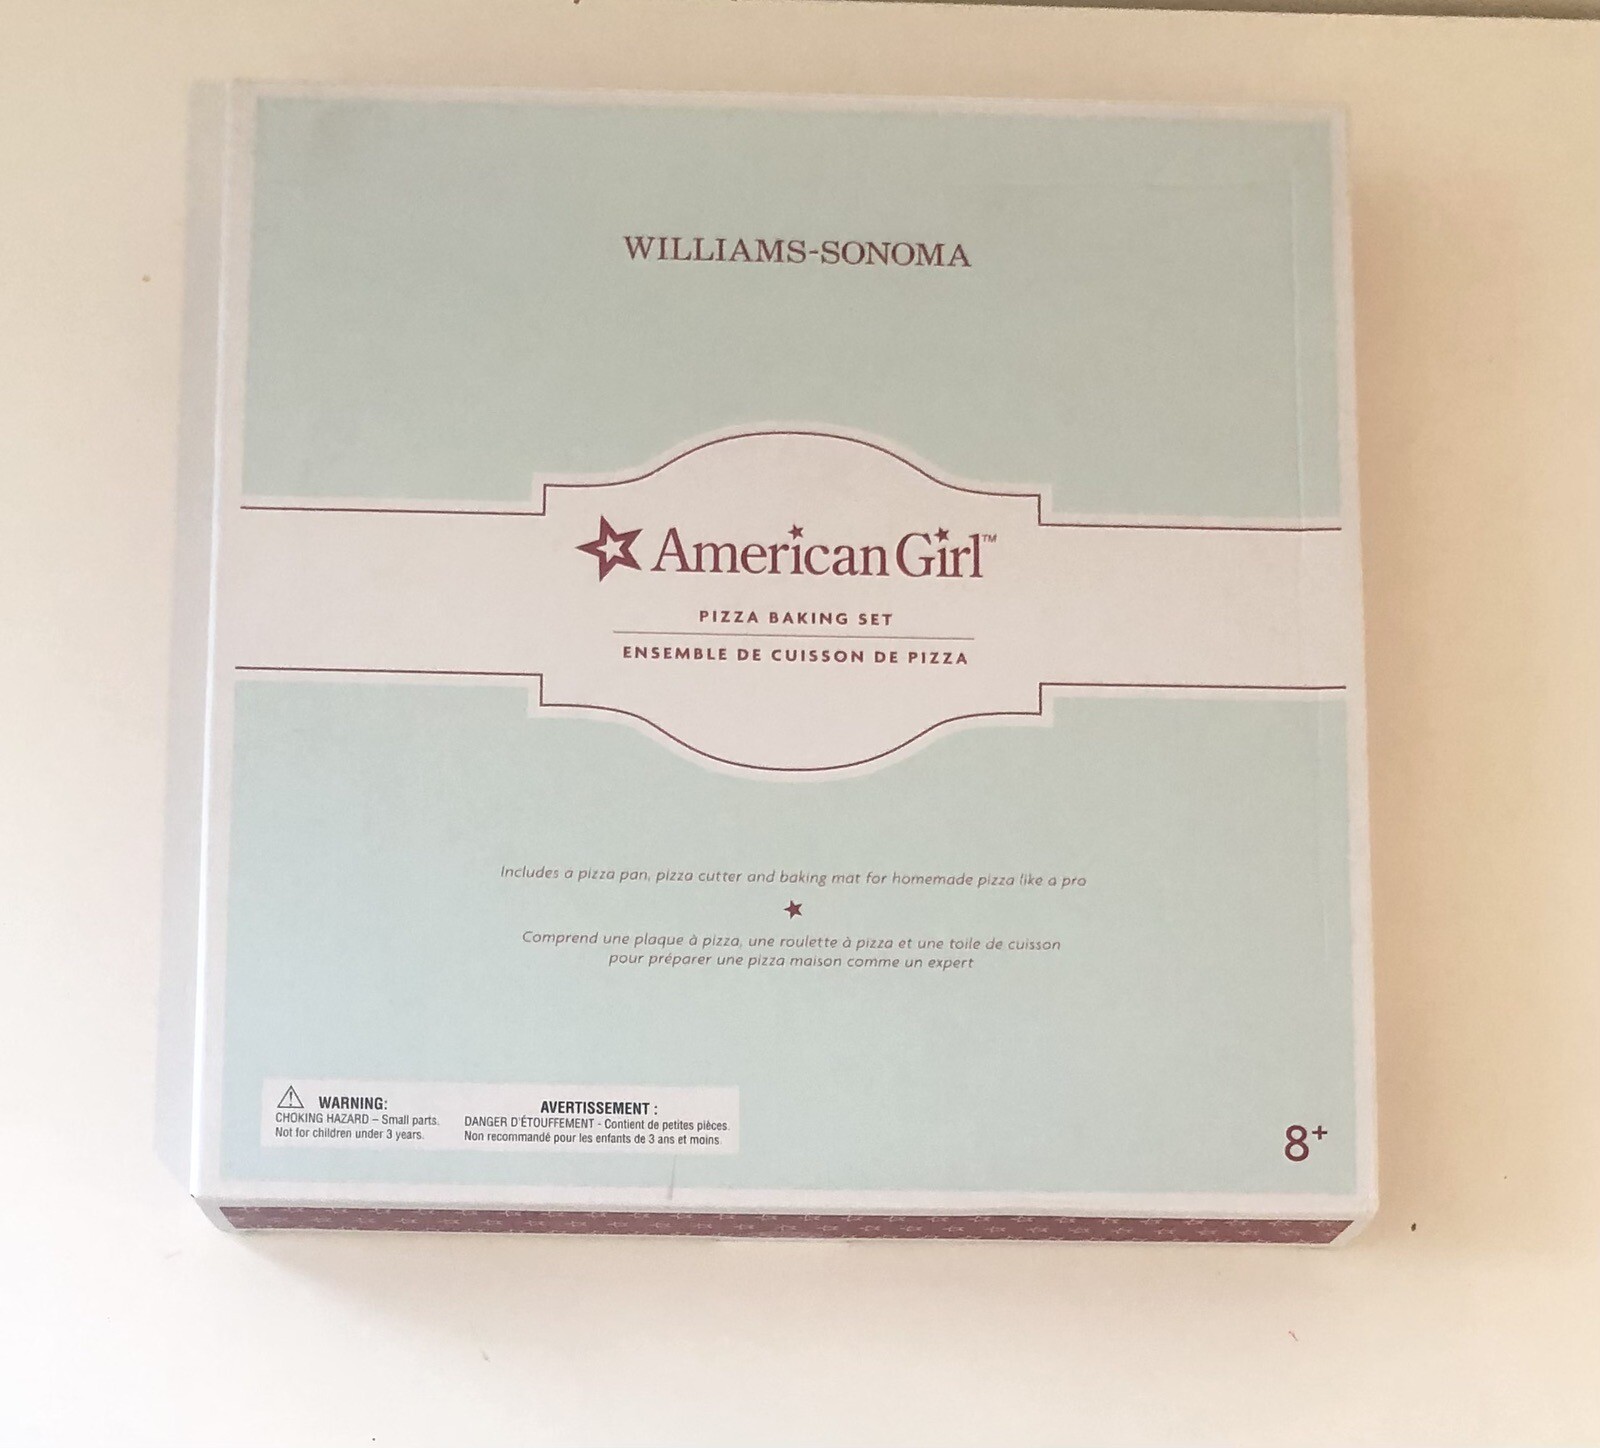 WILLIAMS-SONOMA
American Girl™
PIZZA BAKING SET
ENSEMBLE DE CUISSON DE PIZZA
Includes a pizza pan, pizza cutter and baking mat for homemade pizza like a pro
Comprend une plaque à pizza, une roulette à pizza et une toile de cuisson
pour préparer une pizza maison comme un expert
WARNING:
CHOKING HAZARD – Small parts.
Not for children under 3 years.
AVERTISSEMENT :
DANGER D'ÉTOUFFEMENT - Contient de petites pièces.
Non recommandé pour les enfants de 3 ans et moins.
8+